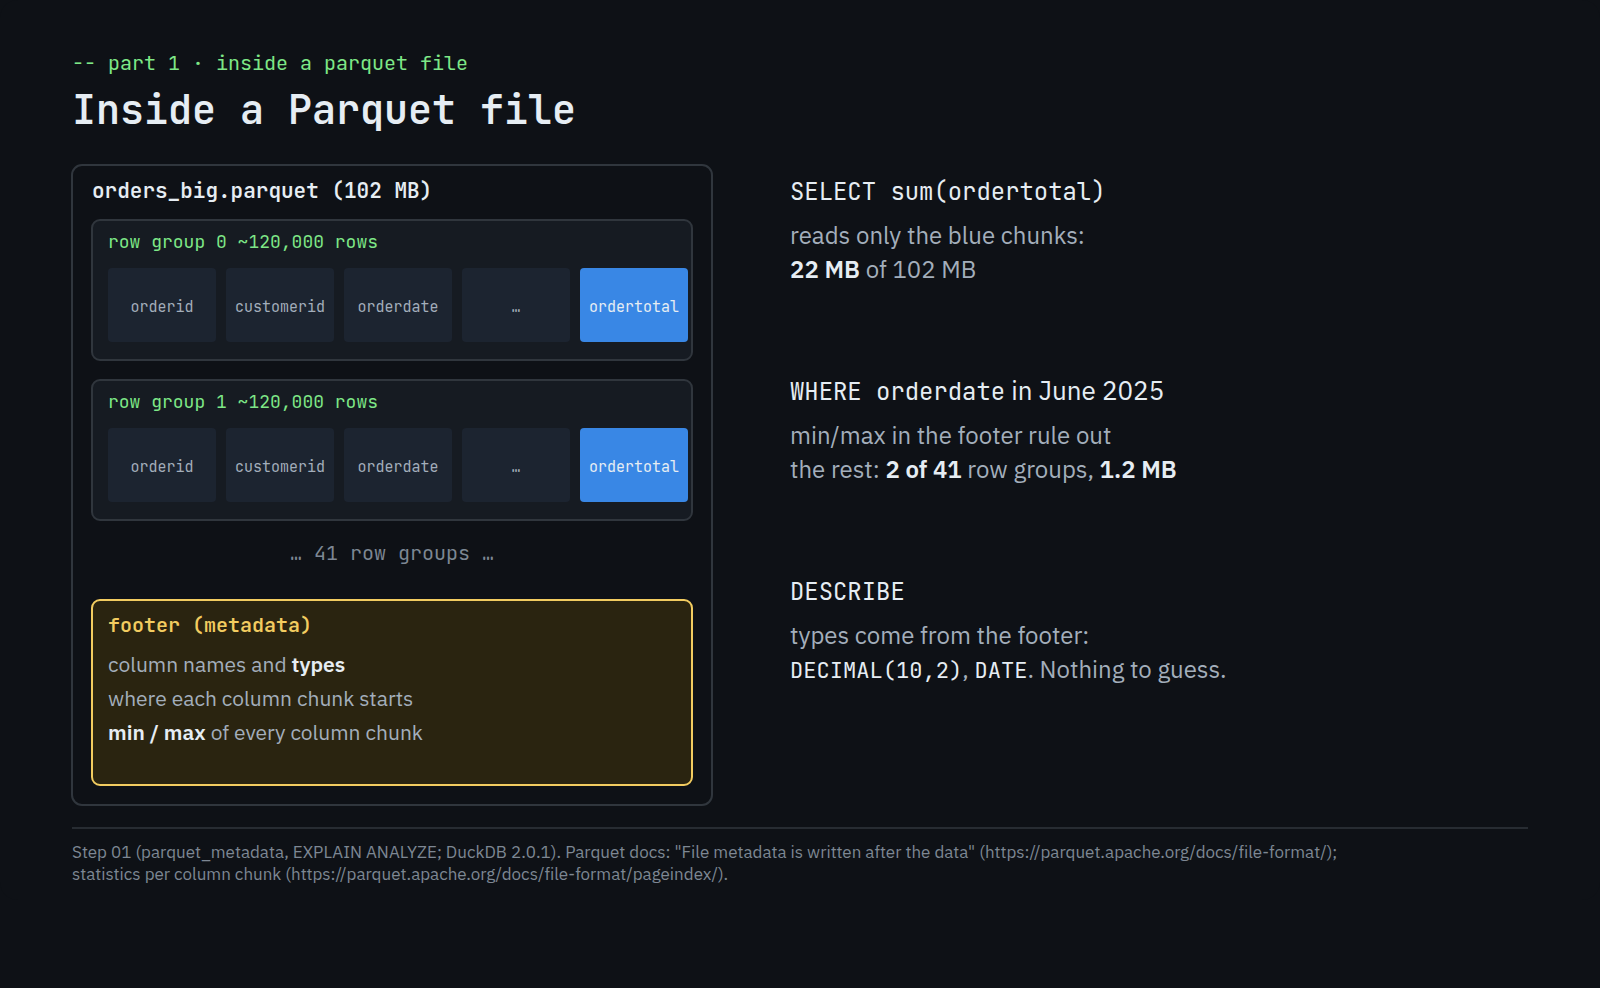 -- part 1 · inside a parquet file
Inside a Parquet file
orders_big.parquet (102 MB)
row group 0 ~120,000 rows
orderid customerid orderdate … ordertotal
row group 1 ~120,000 rows
orderid customerid orderdate … ordertotal
… 41 row groups …
footer (metadata)
column names and types
where each column chunk starts
min / max of every column chunk
SELECT sum(ordertotal)
reads only the blue chunks:
22 MB of 102 MB
WHERE orderdate in June 2025
min/max in the footer rule out
the rest: 2 of 41 row groups, 1.2 MB
DESCRIBE
types come from the footer:
DECIMAL(10,2), DATE. Nothing to guess.
Step 01 (parquet_metadata, EXPLAIN ANALYZE; DuckDB 2.0.1). Parquet docs: "File metadata is written after the data" (https://parquet.apache.org/docs/file-format/);
statistics per column chunk (https://parquet.apache.org/docs/file-format/pageindex/).